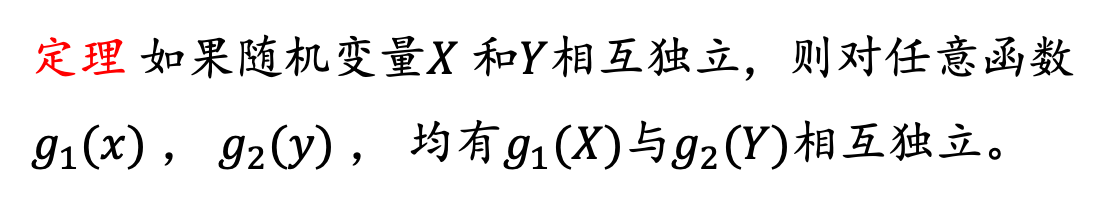 定理 如果随机变量X 和Y相互独立，则对任意函数
g₁(x) ， g₂(y) ， 均有g₁(X)与g₂(Y)相互独立。